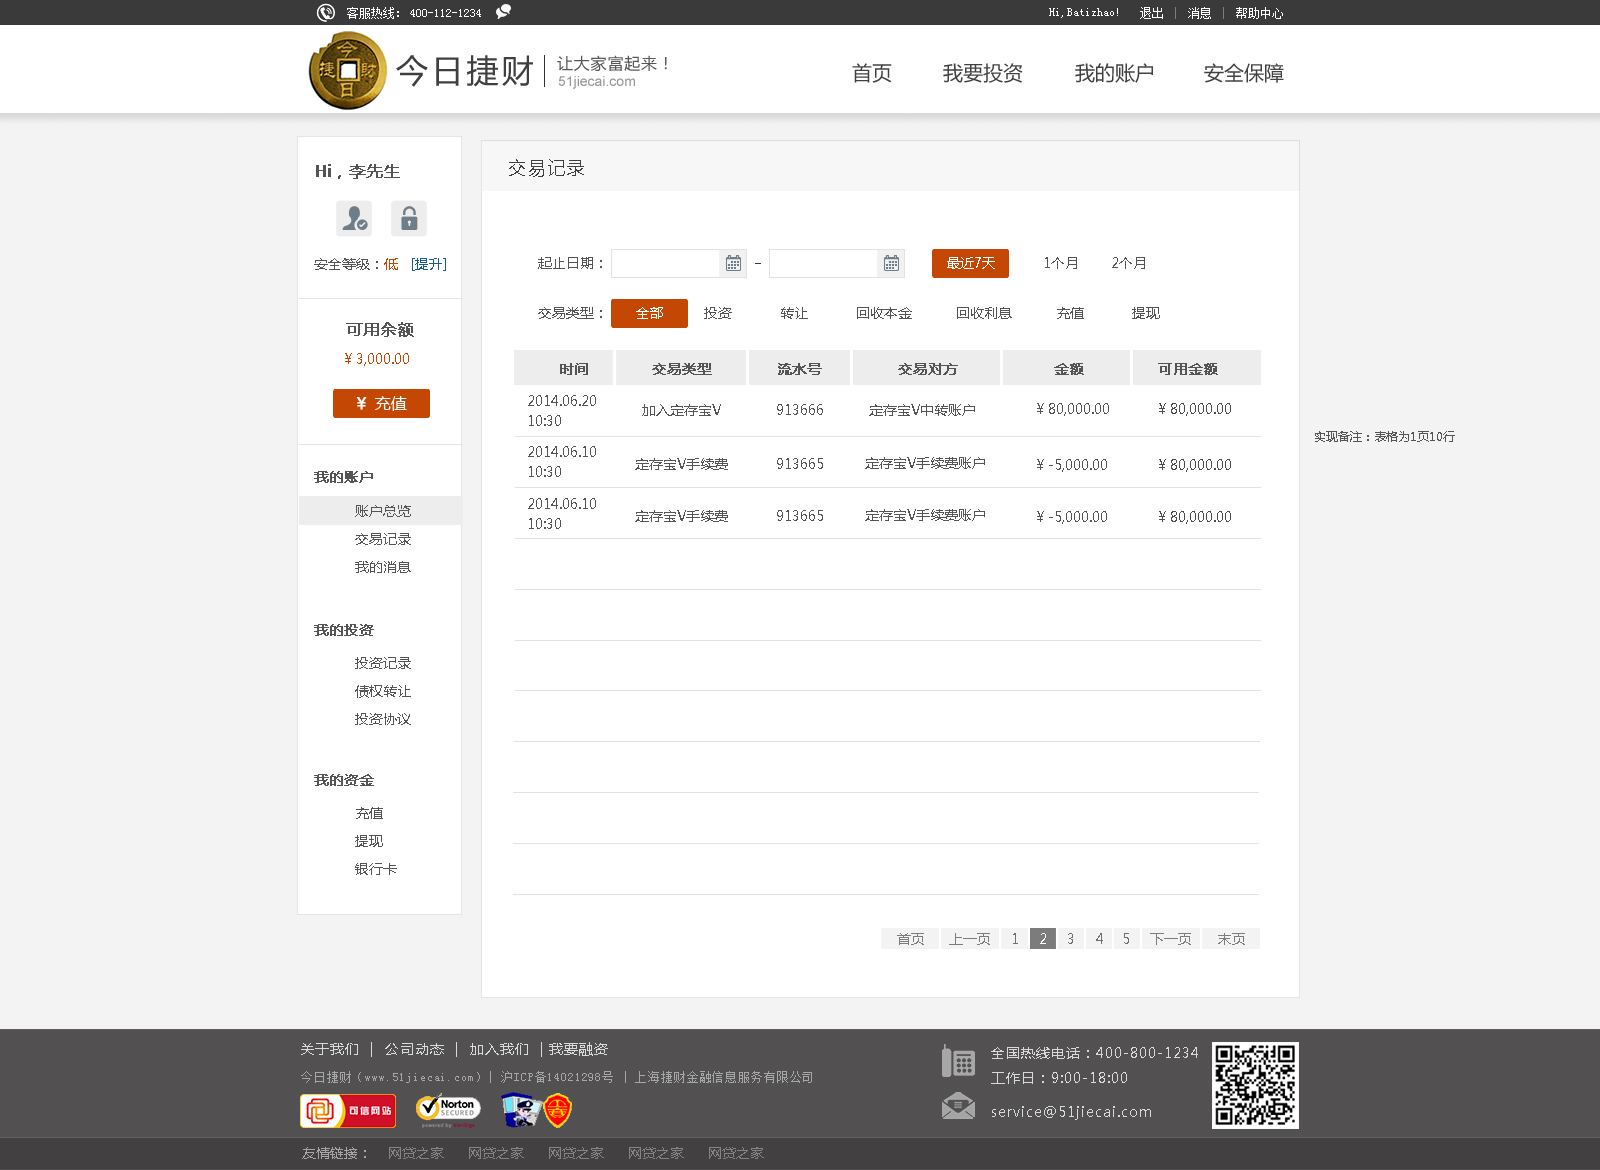 客服热线： 400-112-1234
Hi,Batizhao! 退出 | 消息 | 帮助中心
今日捷财
今日捷财 | 让大家富起来！
51jiecai.com
首页 我要投资 我的账户 安全保障
Hi，李先生
安全等级：低 [提升]
可用余额
¥ 3,000.00
¥ 充值
我的账户
账户总览
交易记录
我的消息
我的投资
投资记录
债权转让
投资协议
我的资金
充值
提现
银行卡
交易记录
起止日期： – 最近7天 1个月 2个月
交易类型： 全部 投资 转让 回收本金 回收利息 充值 提现
时间 交易类型 流水号 交易对方 金额 可用金额
2014.06.20
10:30 加入定存宝V 913666 定存宝V中转账户 ¥ 80,000.00 ¥ 80,000.00
2014.06.10
10:30 定存宝V手续费 913665 定存宝V手续费账户 ¥ -5,000.00 ¥ 80,000.00
2014.06.10
10:30 定存宝V手续费 913665 定存宝V手续费账户 ¥ -5,000.00 ¥ 80,000.00
实现备注：表格为1页10行
首页 上一页 1 2 3 4 5 下一页 末页
关于我们 | 公司动态 | 加入我们 | 我要融资
今日捷财（www.51jiecai.com）| 沪ICP备14021298号 | 上海捷财金融信息服务有限公司
可信网站
Norton
SECURED
powered by VeriSign
全国热线电话：400-800-1234
工作日：9:00-18:00
service@51jiecai.com
友情链接： 网贷之家 网贷之家 网贷之家 网贷之家 网贷之家